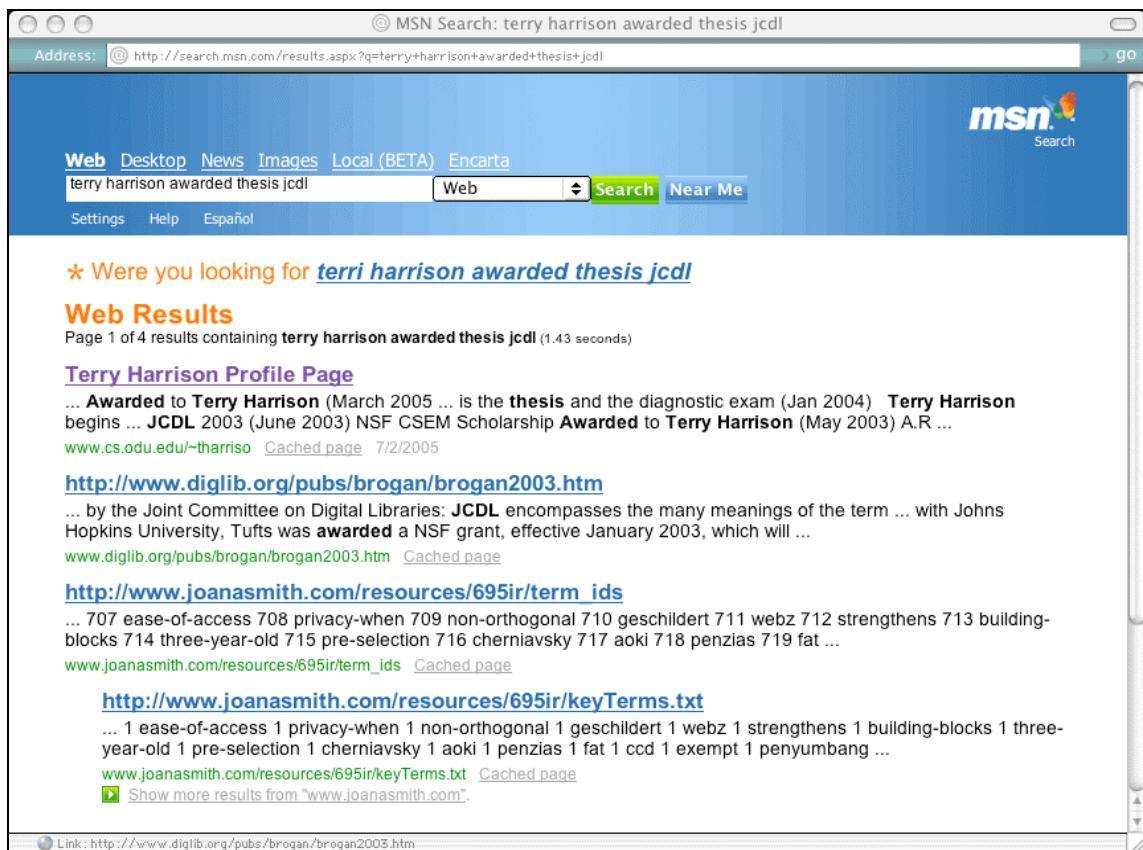 MSN Search: terry harrison awarded thesis jcdl
Address: http://search.msn.com/results.aspx?q=terry+harrison+awarded+thesis+jcdl go
msn
Search
Web Desktop News Images Local (BETA) Encarta
terry harrison awarded thesis jcdl Web Search Near Me
Settings Help Español
* Were you looking for terri harrison awarded thesis jcdl
Web Results
Page 1 of 4 results containing terry harrison awarded thesis jcdl (1.43 seconds)
Terry Harrison Profile Page
... Awarded to Terry Harrison (March 2005 ... is the thesis and the diagnostic exam (Jan 2004) Terry Harrison
begins ... JCDL 2003 (June 2003) NSF CSEM Scholarship Awarded to Terry Harrison (May 2003) A.R ...
www.cs.odu.edu/~tharriso Cached page 7/2/2005
http://www.diglib.org/pubs/brogan/brogan2003.htm
... by the Joint Committee on Digital Libraries: JCDL encompasses the many meanings of the term ... with Johns
Hopkins University, Tufts was awarded a NSF grant, effective January 2003, which will ...
www.diglib.org/pubs/brogan/brogan2003.htm Cached page
http://www.joanasmith.com/resources/695ir/term_ids
... 707 ease-of-access 708 privacy-when 709 non-orthogonal 710 geschildert 711 webz 712 strengthens 713 building-
blocks 714 three-year-old 715 pre-selection 716 cherniavsky 717 aoki 718 penzias 719 fat ...
www.joanasmith.com/resources/695ir/term_ids Cached page
http://www.joanasmith.com/resources/695ir/keyTerms.txt
... 1 ease-of-access 1 privacy-when 1 non-orthogonal 1 geschildert 1 webz 1 strengthens 1 building-blocks 1 three-
year-old 1 pre-selection 1 cherniavsky 1 aoki 1 penzias 1 fat 1 ccd 1 exempt 1 penyumbang ...
www.joanasmith.com/resources/695ir/keyTerms.txt Cached page
Show more results from "www.joanasmith.com".
Link: http://www.diglib.org/pubs/brogan/brogan2003.htm